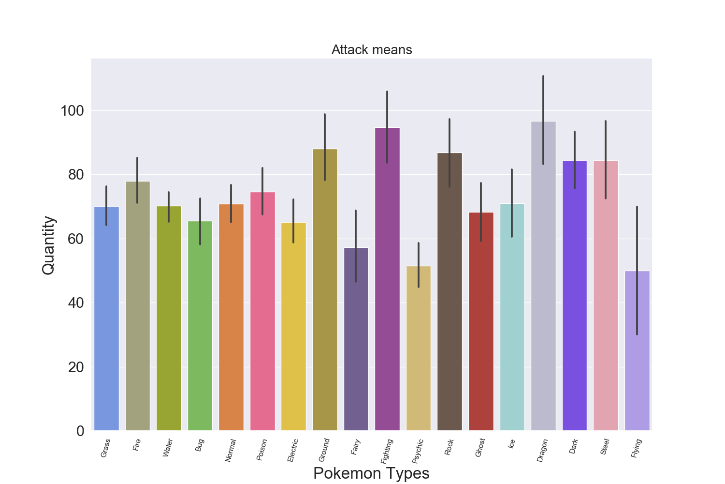 Attack means
Quantity
100
80
60
40
20
0
Grass
Fire
Water
Bug
Normal
Poison
Electric
Ground
Fairy
Fighting
Psychic
Rock
Ghost
Ice
Dragon
Dark
Steel
Flying
Pokemon Types